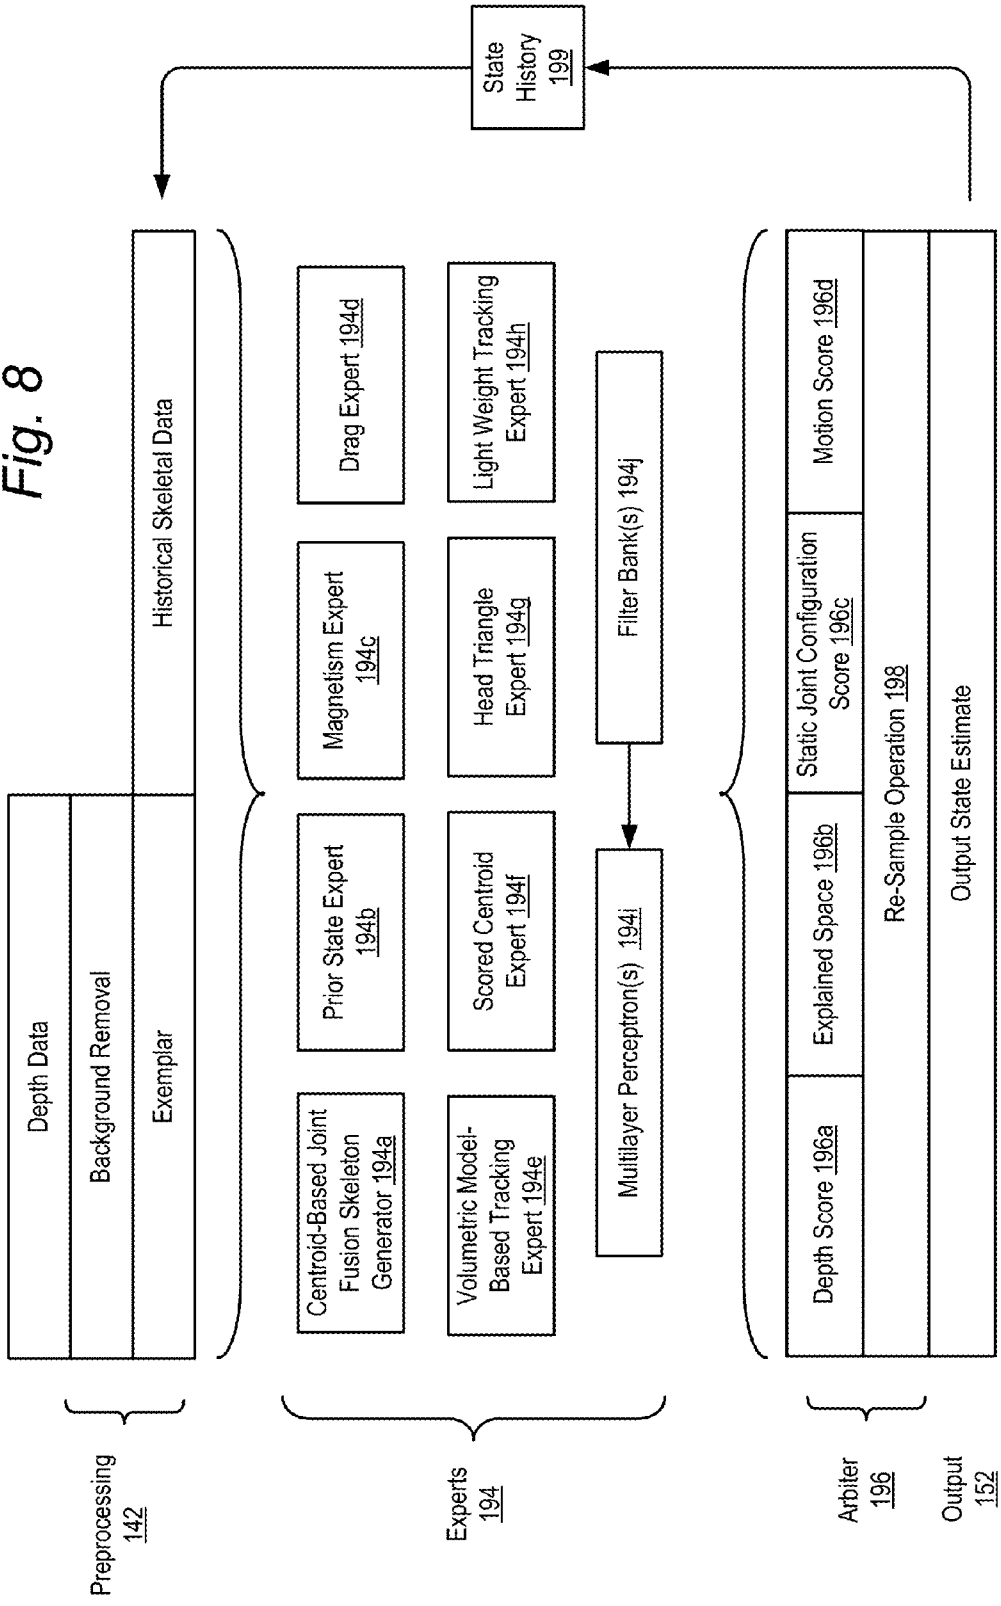 Fig. 8
Preprocessing
142
Depth Data
Background Removal
Exemplar
Historical Skeletal Data
State
History
199
Experts
194
Centroid-Based Joint
Fusion Skeleton
Generator 194a
Prior State Expert
194b
Magnetism Expert
194c
Drag Expert 194d
Volumetric Model-
Based Tracking
Expert 194e
Scored Centroid
Expert 194f
Head Triangle
Expert 194g
Light Weight Tracking
Expert 194h
Multilayer Perceptron(s) 194i
Filter Bank(s) 194j
Arbiter
196
Depth Score 196a
Explained Space 196b
Static Joint Configuration
Score 196c
Motion Score 196d
Re-Sample Operation 198
Output
152
Output State Estimate